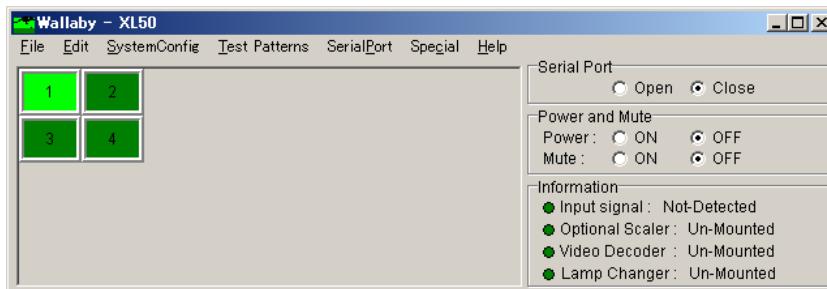 Wallaby - XL50
File Edit SystemConfig Test Patterns SerialPort Special Help
1 2
3 4
Serial Port
Open Close
Power and Mute
Power : ON OFF
Mute : ON OFF
Information
Input signal : Not-Detected
Optional Scaler : Un-Mounted
Video Decoder : Un-Mounted
Lamp Changer : Un-Mounted